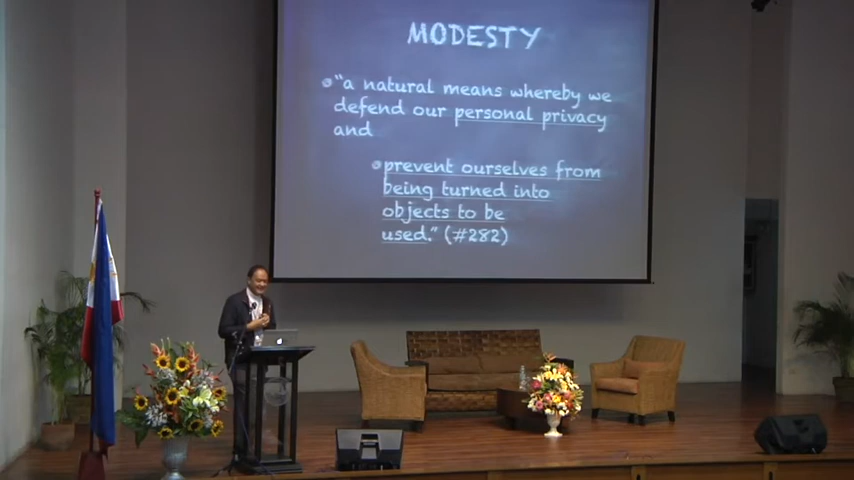 MODESTY
"a natural means whereby we
defend our personal privacy
and
prevent ourselves from
being turned into
objects to be
used." (#282)